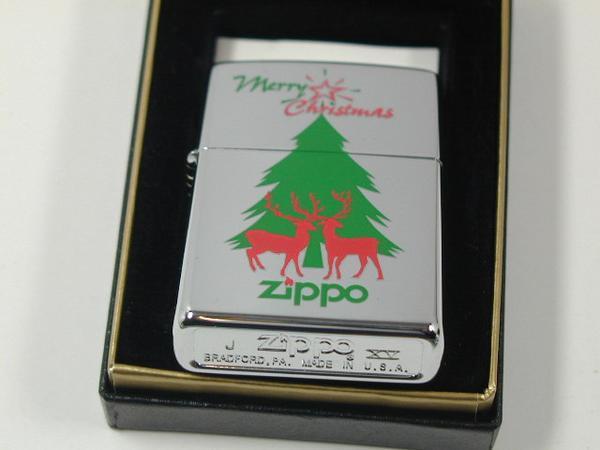 Merry
Christmas
zippo
J zippo XV
BRADFORD, PA. MADE IN U.S.A.